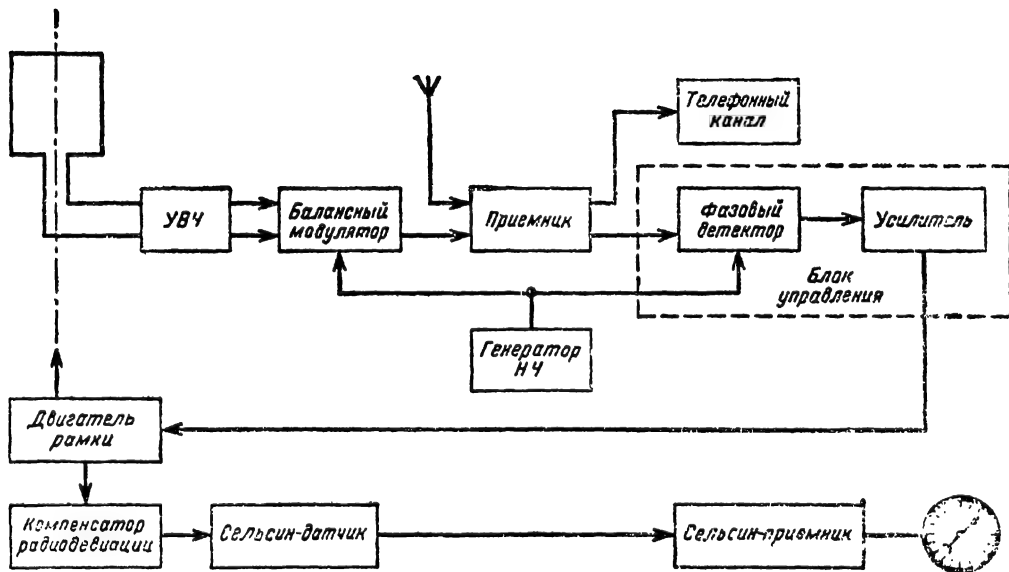 Телефонный
канал
УВЧ
Балансный
модулятор
Приемник
Фазовый
детектор
Усилитель
Блок
управления
Генератор
НЧ
Двигатель
рамки
Компенсатор
радиодевиации
Сельсин-датчик
Сельсин-приемник